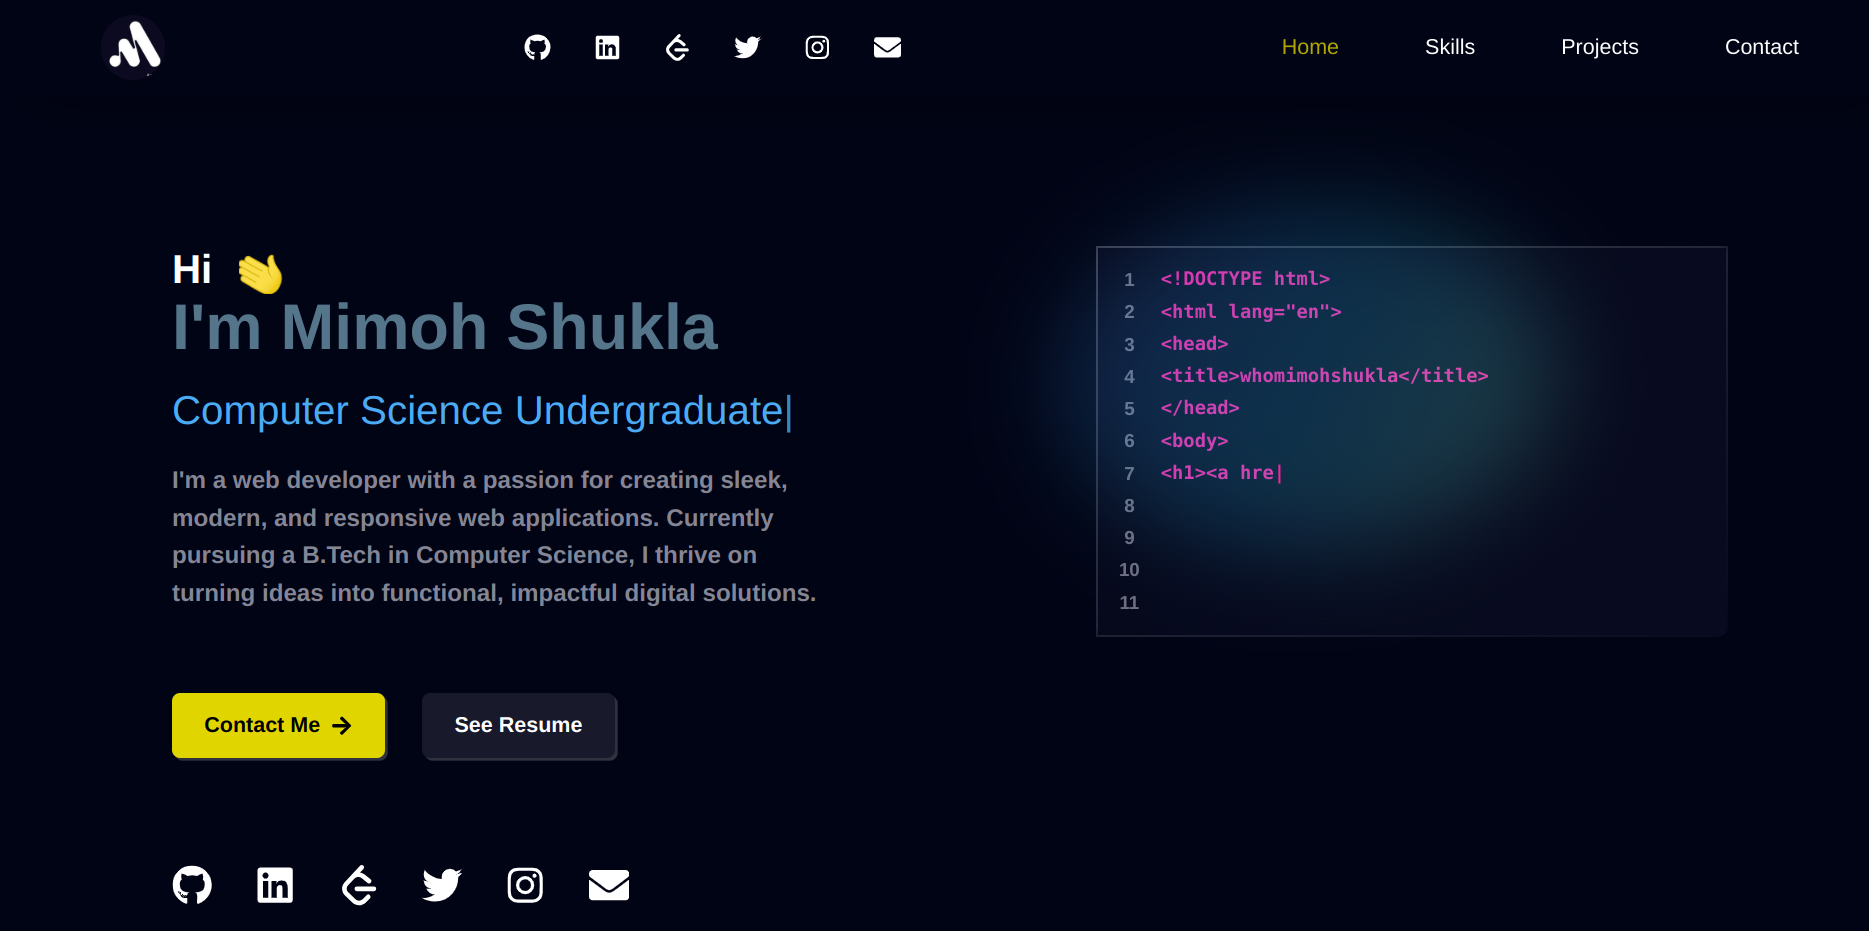 Home Skills Projects Contact
Hi
I'm Mimoh Shukla
Computer Science Undergraduate|
I'm a web developer with a passion for creating sleek,
modern, and responsive web applications. Currently
pursuing a B.Tech in Computer Science, I thrive on
turning ideas into functional, impactful digital solutions.
Contact Me
See Resume
1 <!DOCTYPE html>
2 <html lang="en">
3 <head>
4 <title>whomimohshukla</title>
5 </head>
6 <body>
7 <h1><a hre|
8
9
10
11